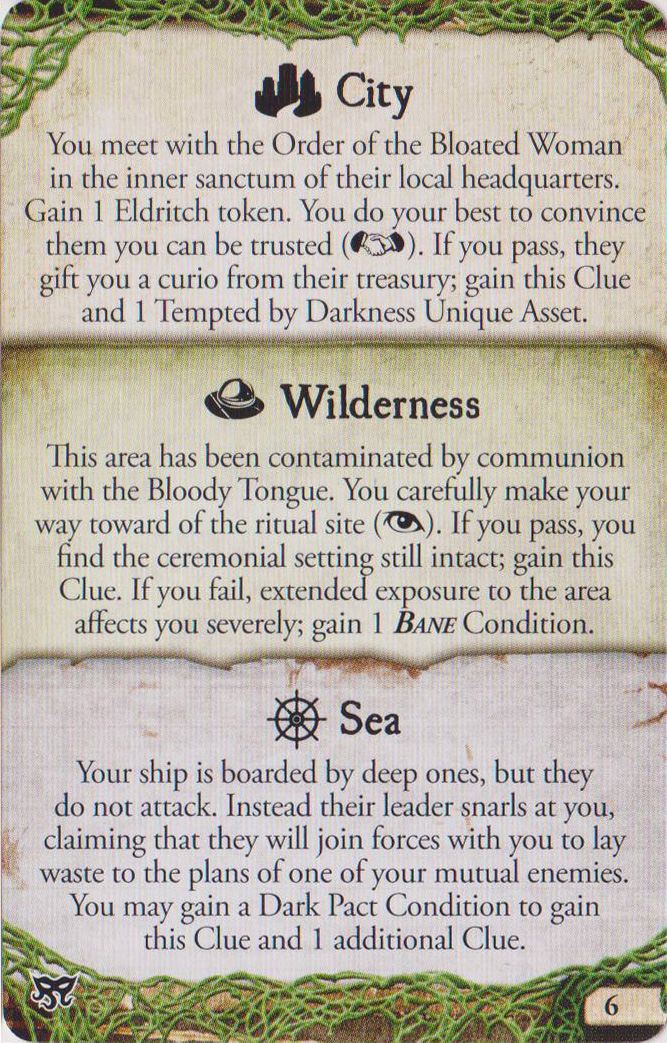 City
You meet with the Order of the Bloated Woman
in the inner sanctum of their local headquarters.
Gain 1 Eldritch token. You do your best to convince
them you can be trusted ( ). If you pass, they
gift you a curio from their treasury; gain this Clue
and 1 Tempted by Darkness Unique Asset.
Wilderness
This area has been contaminated by communion
with the Bloody Tongue. You carefully make your
way toward of the ritual site ( ). If you pass, you
find the ceremonial setting still intact; gain this
Clue. If you fail, extended exposure to the area
affects you severely; gain 1 BANE Condition.
Sea
Your ship is boarded by deep ones, but they
do not attack. Instead their leader snarls at you,
claiming that they will join forces with you to lay
waste to the plans of one of your mutual enemies.
You may gain a Dark Pact Condition to gain
this Clue and 1 additional Clue.
6